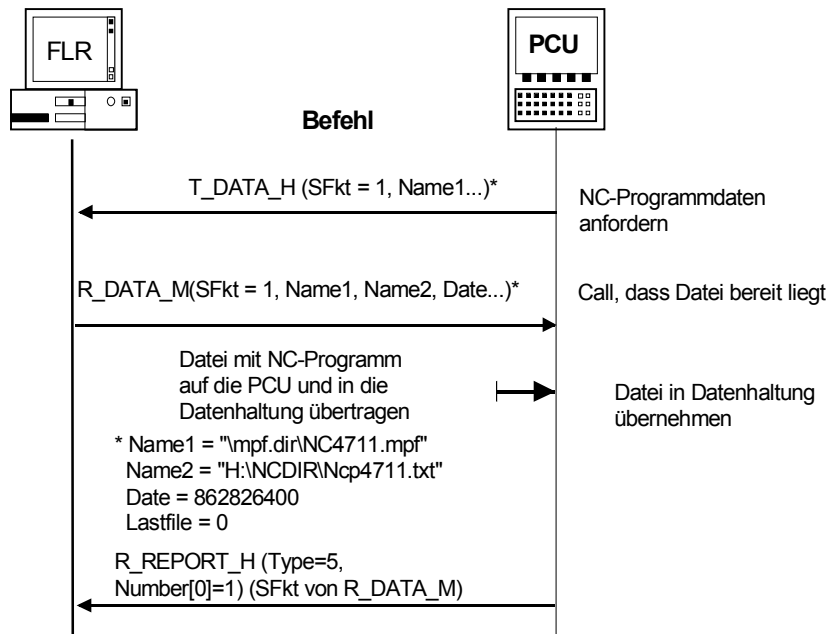 FLR
PCU
Befehl
T_DATA_H (SFkt = 1, Name1...)*
NC-Programmdaten
anfordern
R_DATA_M(SFkt = 1, Name1, Name2, Date...)*
Call, dass Datei bereit liegt
Datei mit NC-Programm
auf die PCU und in die
Datenhaltung übertragen
Datei in Datenhaltung
übernehmen
* Name1 = "\mpf.dir\NC4711.mpf"
Name2 = "H:\NCDIR\Ncp4711.txt"
Date = 862826400
Lastfile = 0
R_REPORT_H (Type=5,
Number[0]=1) (SFkt von R_DATA_M)